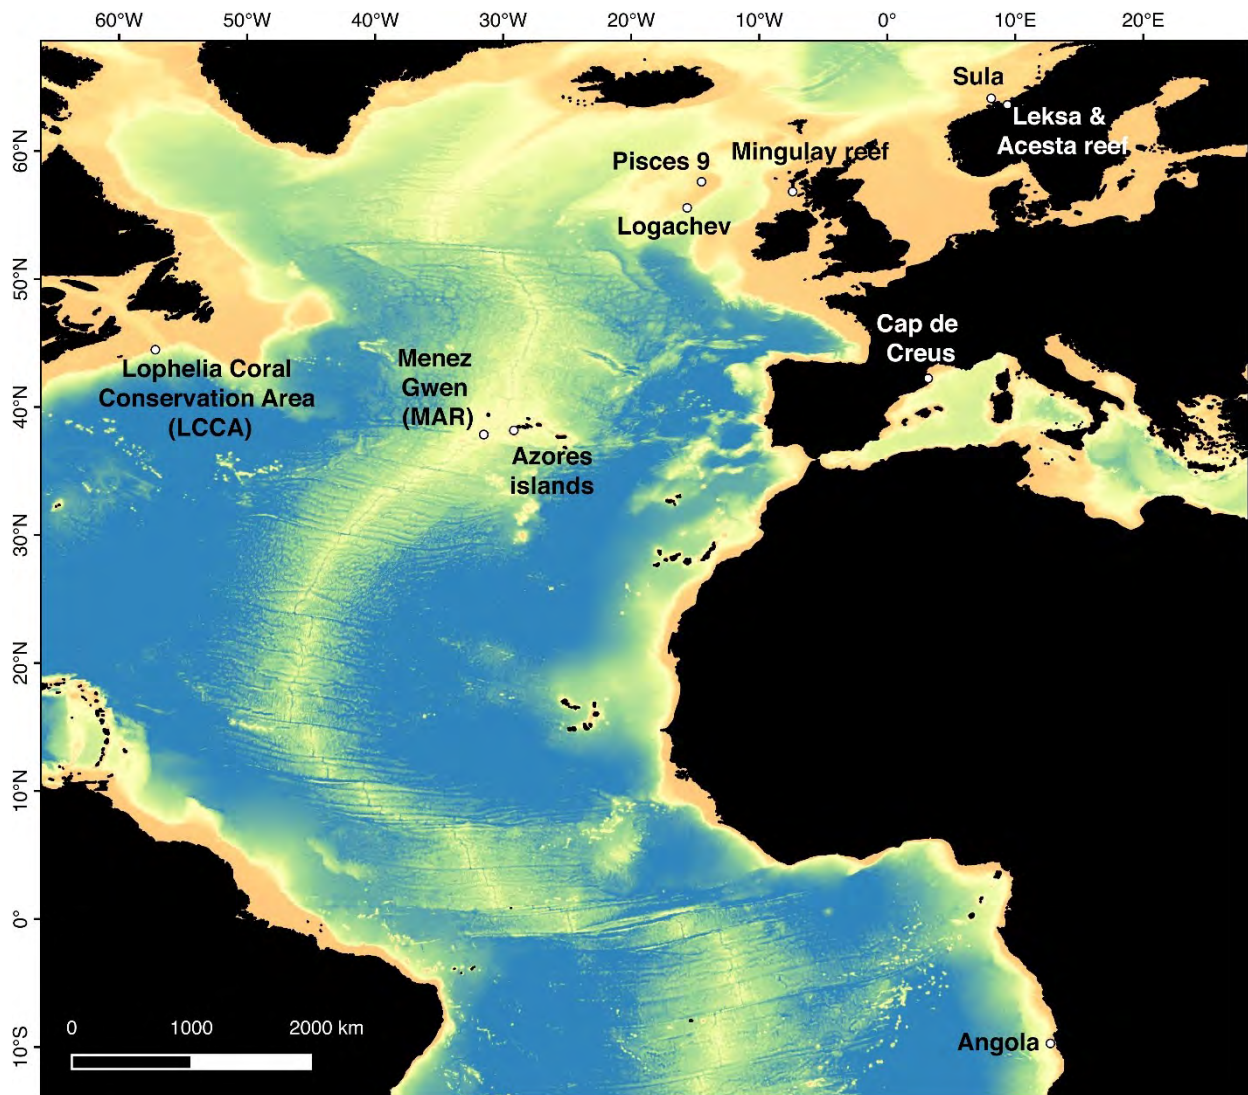 60°W 50°W 40°W 30°W 20°W 10°W 0° 10°E 20°E
60°N
50°N
40°N
30°N
20°N
10°N
0°
10°S
Sula
Leksa &
Acesta reef
Mingulay reef
Pisces 9
Logachev
Cap de
Creus
Menez
Gwen
(MAR)
Lophelia Coral
Conservation Area
(LCCA)
Azores
islands
Angola
0 1000 2000 km